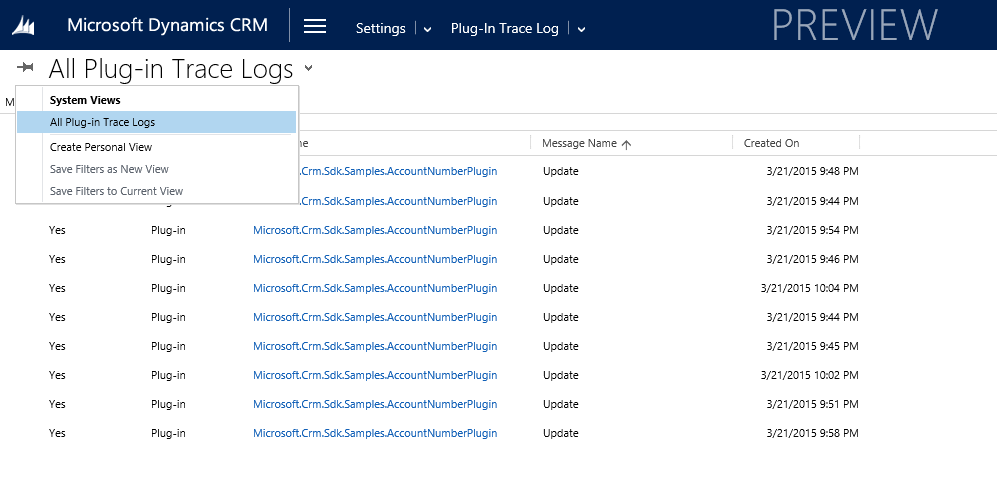 Microsoft Dynamics CRM Settings Plug-In Trace Log PREVIEW
All Plug-in Trace Logs
M
System Views
All Plug-in Trace Logs
Create Personal View
Save Filters as New View
Save Filters to Current View
Message Name Created On
Microsoft.Crm.Sdk.Samples.AccountNumberPlugin Update 3/21/2015 9:48 PM
Microsoft.Crm.Sdk.Samples.AccountNumberPlugin Update 3/21/2015 9:44 PM
Yes Plug-in Microsoft.Crm.Sdk.Samples.AccountNumberPlugin Update 3/21/2015 9:54 PM
Yes Plug-in Microsoft.Crm.Sdk.Samples.AccountNumberPlugin Update 3/21/2015 9:46 PM
Yes Plug-in Microsoft.Crm.Sdk.Samples.AccountNumberPlugin Update 3/21/2015 10:04 PM
Yes Plug-in Microsoft.Crm.Sdk.Samples.AccountNumberPlugin Update 3/21/2015 9:44 PM
Yes Plug-in Microsoft.Crm.Sdk.Samples.AccountNumberPlugin Update 3/21/2015 9:45 PM
Yes Plug-in Microsoft.Crm.Sdk.Samples.AccountNumberPlugin Update 3/21/2015 10:02 PM
Yes Plug-in Microsoft.Crm.Sdk.Samples.AccountNumberPlugin Update 3/21/2015 9:51 PM
Yes Plug-in Microsoft.Crm.Sdk.Samples.AccountNumberPlugin Update 3/21/2015 9:58 PM